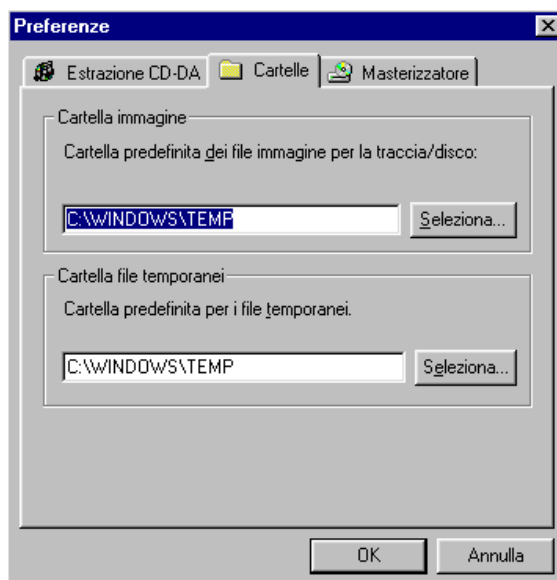 Preferenze
Estrazione CD-DA
Cartelle
Masterizzatore
Cartella immagine
Cartella predefinita dei file immagine per la traccia/disco:
C:\WINDOWS\TEMP
Seleziona...
Cartella file temporanei
Cartella predefinita per i file temporanei.
C:\WINDOWS\TEMP
Seleziona...
OK
Annulla